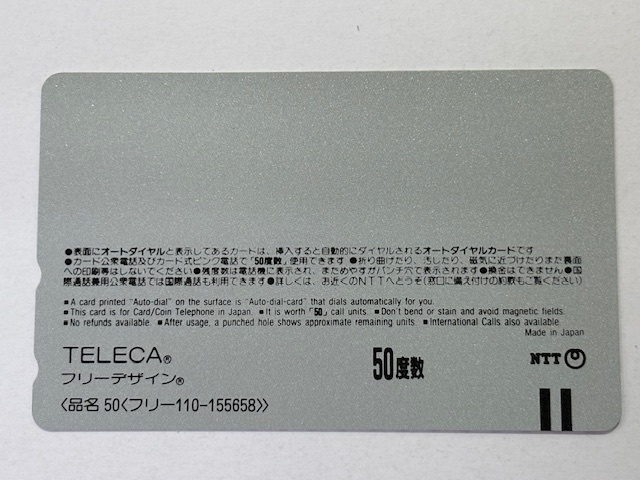 ●表面にオートダイヤルと表示してあるカードは、挿入すると自動的にダイヤルされるオートダイヤルカードです
●カード公衆電話及びカード式ピンク電話で「50度数」使用できます●折り曲げたり、汚したり、磁気に近づけたりまた裏面
への印刷等はしないでください●残度数は電話機に表示され、まためやすがパンチ穴で表示されます●換金はできません●国
際通話兼用公衆電話では国際通話も利用できます●詳しくは、お近くのNTTへどうぞ(窓口に備え付けの約款もご覧ください)
■A card printed "Auto-dial" on the surface is "Auto-dial-card" that dials automatically for you.
■This card is for Card/Coin Telephone in Japan. ■It is worth「50」call units. ■Don't bend or stain and avoid magnetic fields.
■No refunds available. ■After usage, a punched hole shows approximate remaining units. ■International Calls also available.
Made in Japan
TELECA®
フリーデザイン®
50度数
NTT
〈品名 50〈フリー110-155658〉〉